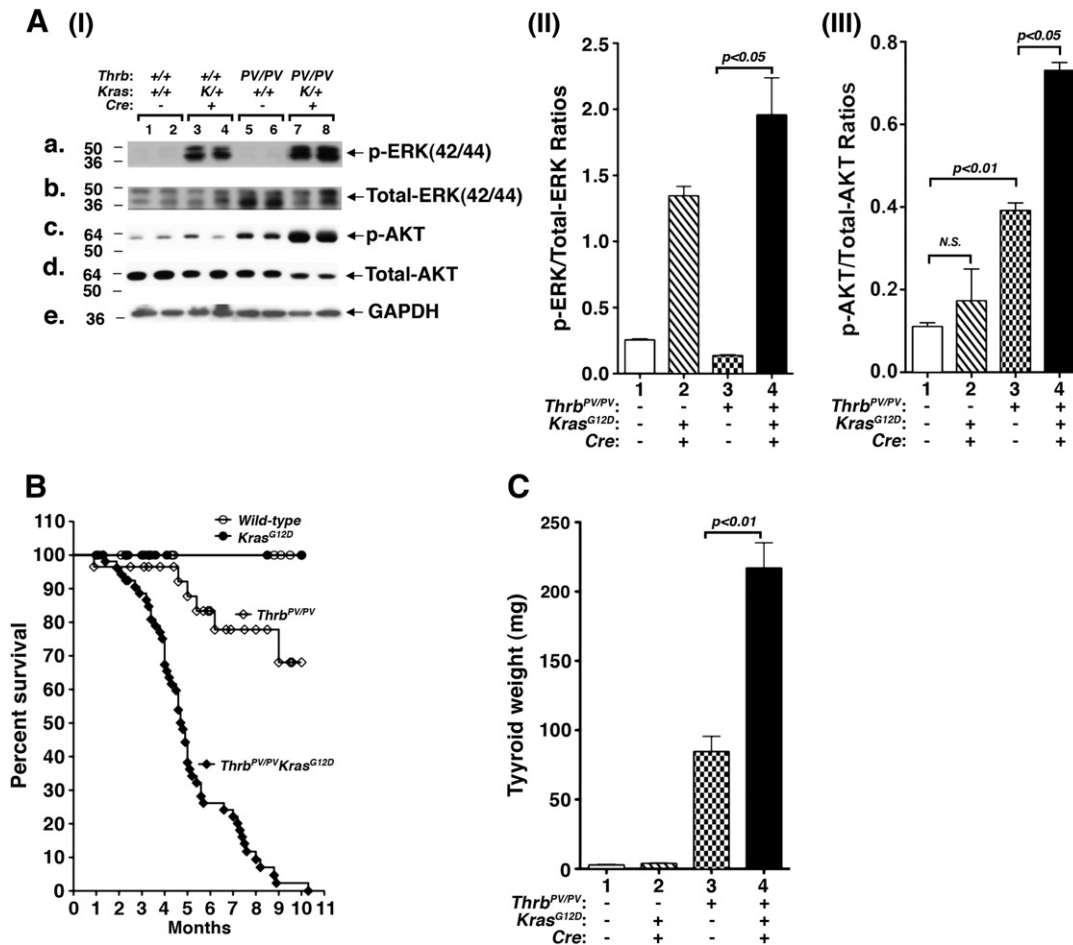 A (I)
Thrb: +/+ +/+ PV/PV PV/PV
Kras: +/+ K/+ +/+ K/+
Cre: - + - +
1 2 3 4 5 6 7 8
a. 50 36 p-ERK(42/44)
b. 50 36 Total-ERK(42/44)
c. 64 50 p-AKT
d. 64 50 Total-AKT
e. 36 GAPDH
(II)
p-ERK/Total-ERK Ratios
2.5
2.0
1.5
1.0
0.5
0.0
p<0.05
1 2 3 4
Thrb^PV/PV: - - + +
Kras^G12D: - + - +
Cre: - + - +
(III)
p-AKT/Total-AKT Ratios
0.8
0.6
0.4
0.2
0.0
p<0.05
p<0.01
N.S.
1 2 3 4
Thrb^PV/PV: - - + +
Kras^G12D: - + - +
Cre: - + - +
B
Percent survival
110
100
90
80
70
60
50
40
30
20
10
0
Wild-type
Kras^G12D
Thrb^PV/PV
Thrb^PV/PV Kras^G12D
0 1 2 3 4 5 6 7 8 9 10 11
Months
C
Tyyroid weight (mg)
250
200
150
100
50
0
p<0.01
1 2 3 4
Thrb^PV/PV: - - + +
Kras^G12D: - + - +
Cre: - + - +